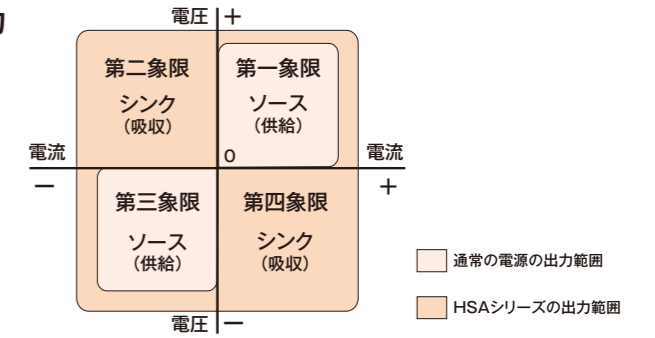 力
電圧 +
第二象限
シンク
（吸収）
第一象限
ソース
（供給）
電流
－
0
電流
+
第三象限
ソース
（供給）
第四象限
シンク
（吸収）
電圧 －
通常の電源の出力範囲
HSAシリーズの出力範囲